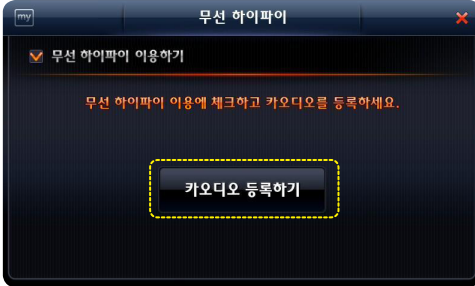 my 무선 하이파이
무선 하이파이 이용하기
무선 하이파이 이용에 체크하고 카오디오를 등록하세요.
카오디오 등록하기